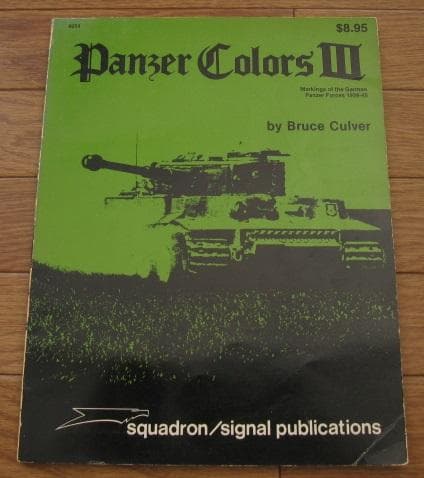 6253
$8.95
Panzer Colors III
Markings of the German
Panzer Forces 1939-45
by Bruce Culver
squadron/signal publications